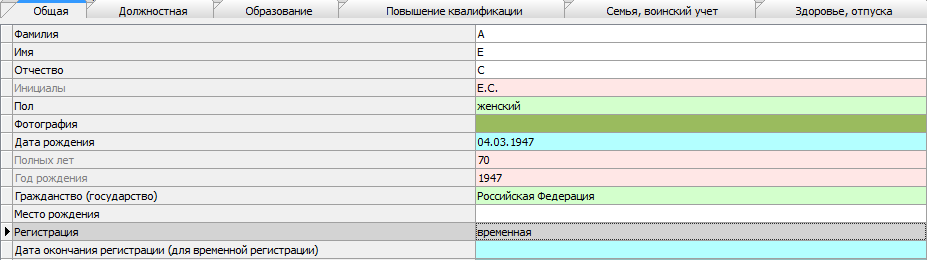 Общая Должностная Образование Повышение квалификации Семья, воинский учет Здоровье, отпуска
Фамилия А
Имя Е
Отчество С
Инициалы Е.С.
Пол женский
Фотография
Дата рождения 04.03.1947
Полных лет 70
Год рождения 1947
Гражданство (государство) Российская Федерация
Место рождения
Регистрация временная
Дата окончания регистрации (для временной регистрации)